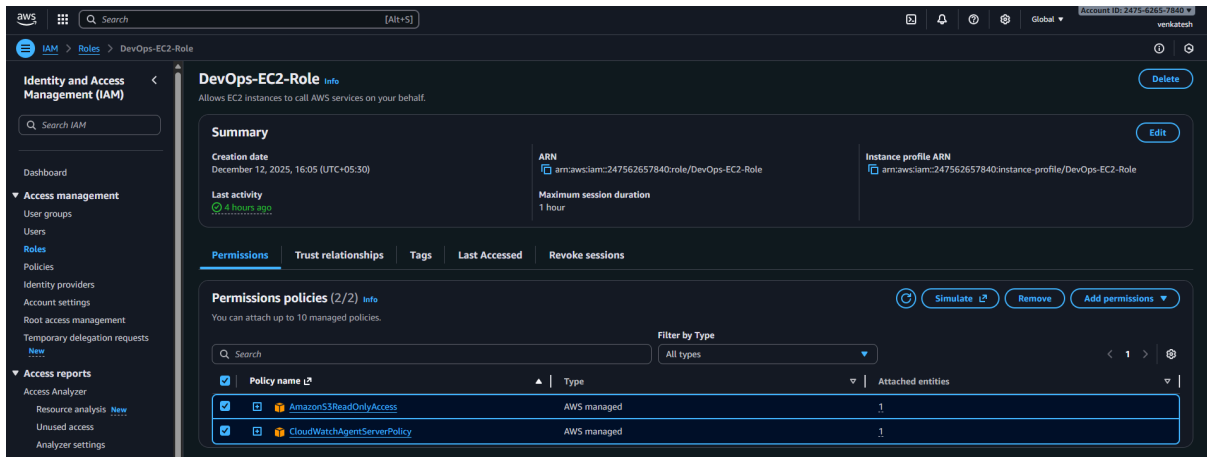 aws
Search [Alt+S]
Global
Account ID: 2475-6265-7840
venkatesh
IAM > Roles > DevOps-EC2-Role
Identity and Access Management (IAM)
Search IAM
Dashboard
Access management
User groups
Users
Roles
Policies
Identity providers
Account settings
Root access management
Temporary delegation requests
New
Access reports
Access Analyzer
Resource analysis New
Unused access
Analyzer settings
DevOps-EC2-Role Info
Delete
Allows EC2 instances to call AWS services on your behalf.
Summary
Edit
Creation date
December 12, 2025, 16:05 (UTC+05:30)
ARN
arn:aws:iam::247562657840:role/DevOps-EC2-Role
Instance profile ARN
arn:aws:iam::247562657840:instance-profile/DevOps-EC2-Role
Last activity
4 hours ago
Maximum session duration
1 hour
Permissions Trust relationships Tags Last Accessed Revoke sessions
Permissions policies (2/2) Info
Simulate Remove Add permissions
You can attach up to 10 managed policies.
Filter by Type
Search All types
1
Policy name Type Attached entities
AmazonS3ReadOnlyAccess AWS managed 1
CloudWatchAgentServerPolicy AWS managed 1